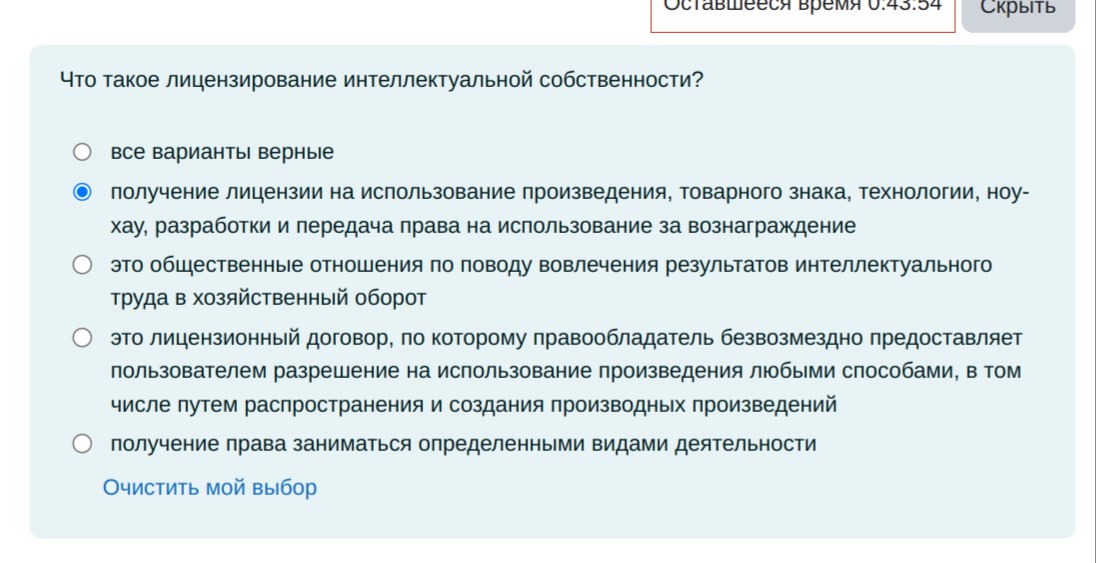 Оставшееся время 0:43:54
Скрыть
Что такое лицензирование интеллектуальной собственности?
все варианты верные
получение лицензии на использование произведения, товарного знака, технологии, ноу-
хау, разработки и передача права на использование за вознаграждение
это общественные отношения по поводу вовлечения результатов интеллектуального
труда в хозяйственный оборот
это лицензионный договор, по которому правообладатель безвозмездно предоставляет
пользователем разрешение на использование произведения любыми способами, в том
числе путем распространения и создания производных произведений
получение права заниматься определенными видами деятельности
Очистить мой выбор